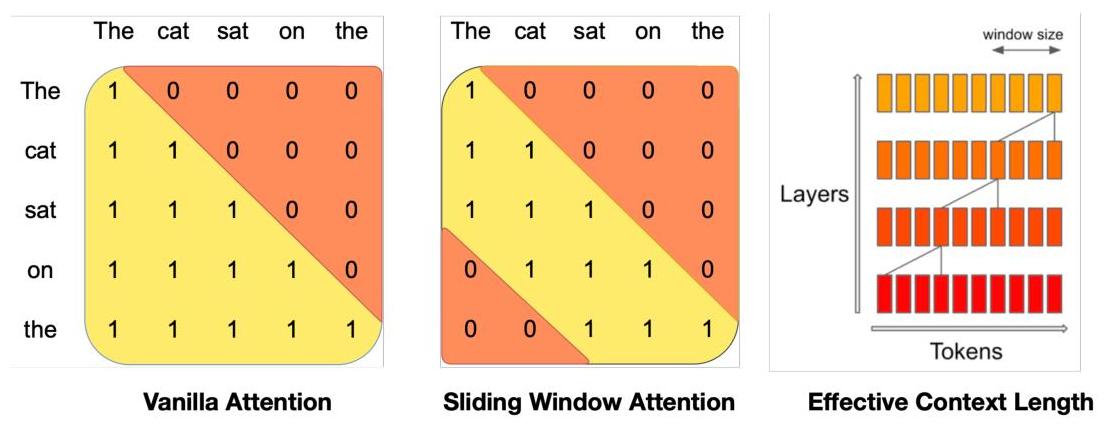 The cat sat on the
The 1 0 0 0 0
cat 1 1 0 0 0
sat 1 1 1 0 0
on 1 1 1 1 0
the 1 1 1 1 1
Vanilla Attention
The cat sat on the
1 0 0 0 0
1 1 0 0 0
1 1 1 0 0
0 1 1 1 0
0 0 1 1 1
Sliding Window Attention
window size
Layers
Tokens
Effective Context Length